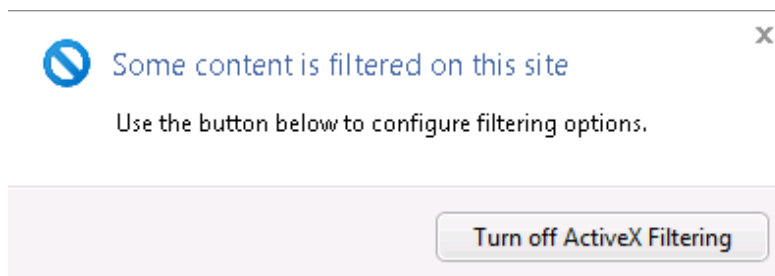 Some content is filtered on this site
Use the button below to configure filtering options.
Turn off ActiveX Filtering